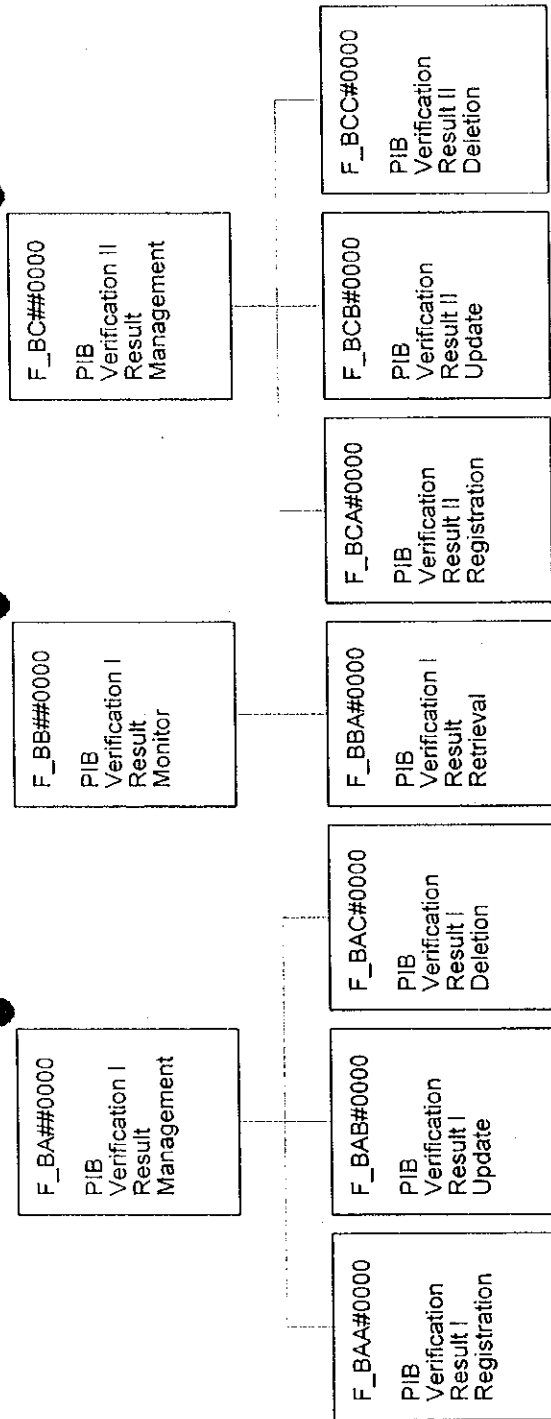 F_BA##0000
PIB
Verification I
Result
Management
F_BB##0000
PIB
Verification I
Result
Monitor
F_BC##0000
PIB
Verification II
Result
Management
F_BAA#0000
PIB
Verification
Result I
Registration
F_BAB#0000
PIB
Verification
Result I
Update
F_BAC#0000
PIB
Verification
Result I
Deletion
F_BBA#0000
PIB
Verification I
Result
Retrieval
F_BCA#0000
PIB
Verification
Result II
Registration
F_BCB#0000
PIB
Verification
Result II
Update
F_BCC#0000
PIB
Verification
Result II
Deletion